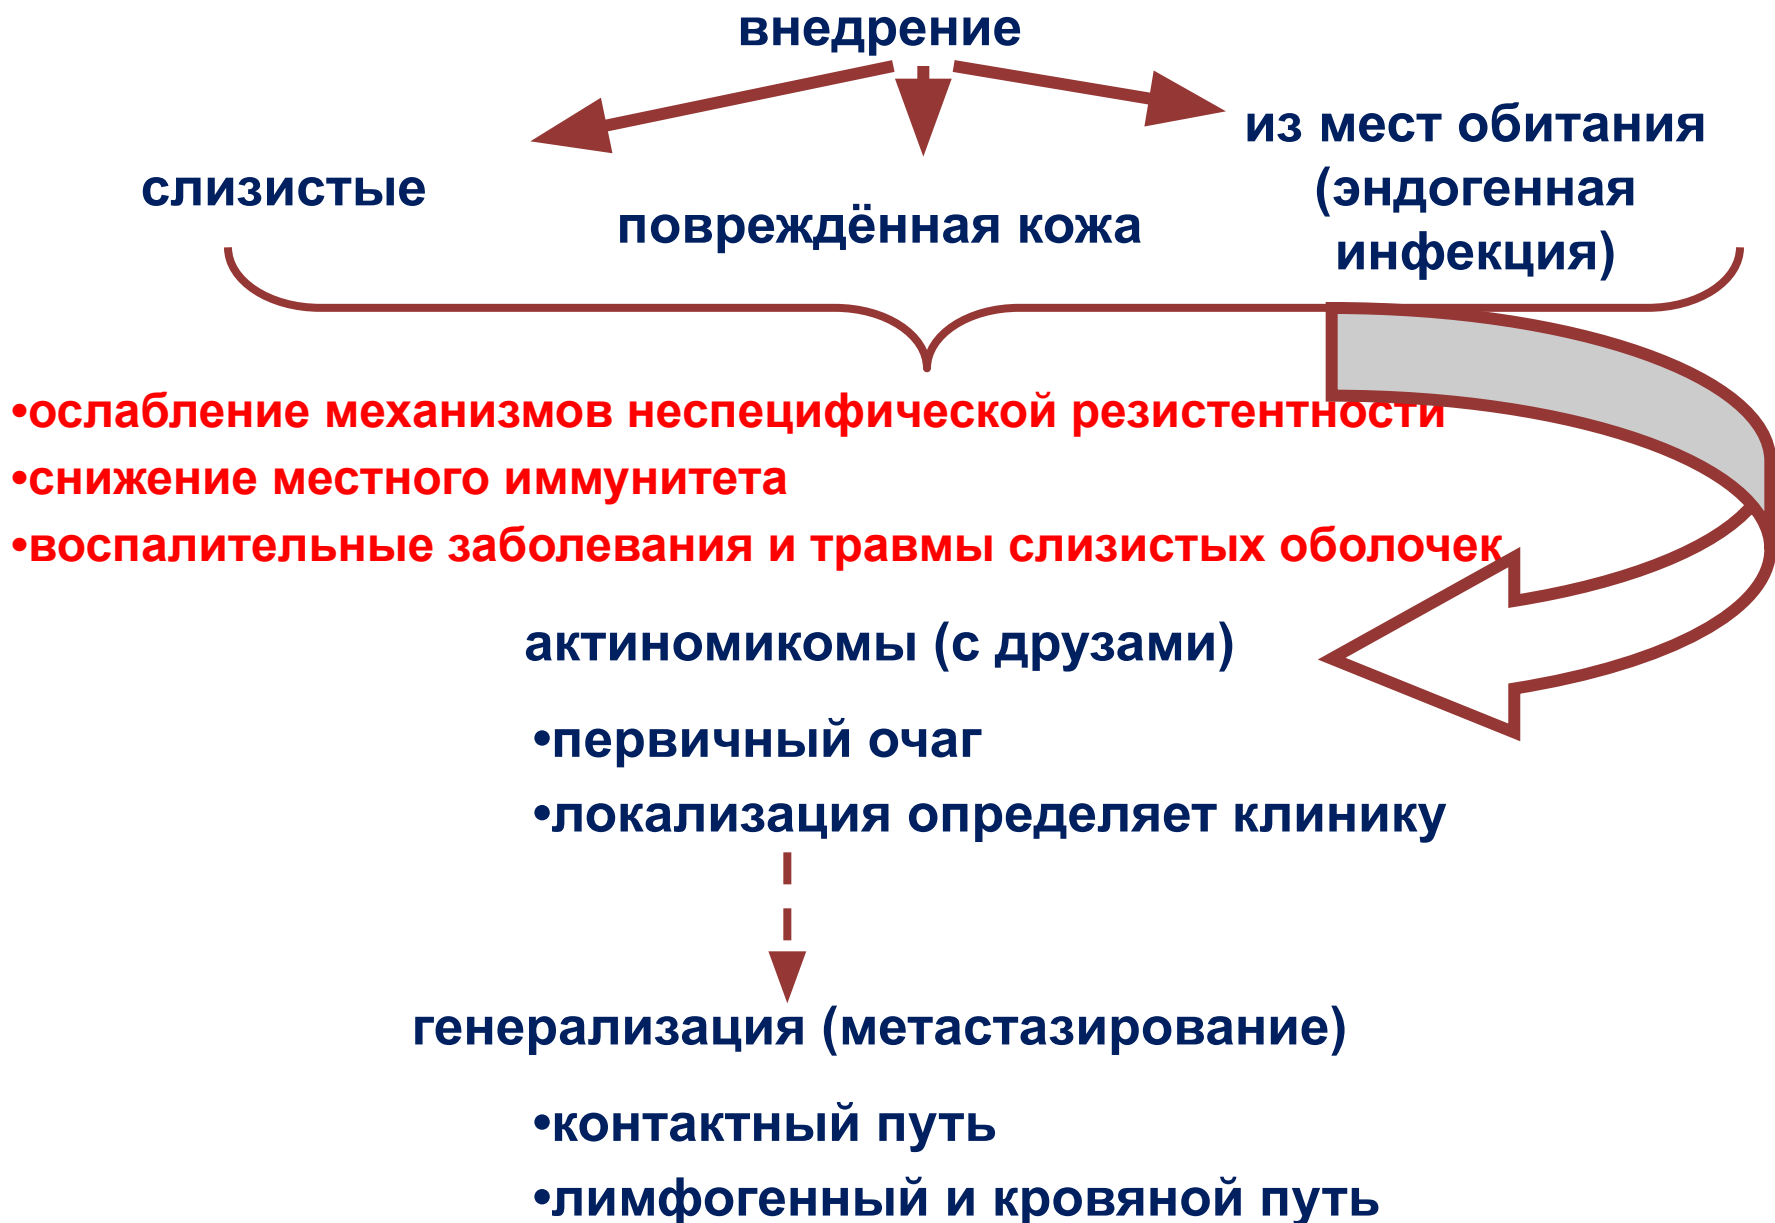 внедрение
слизистые
повреждённая кожа
из мест обитания
(эндогенная
инфекция)
•ослабление механизмов неспецифической резистентности
•снижение местного иммунитета
•воспалительные заболевания и травмы слизистых оболочек
актиномикомы (с друзами)
•первичный очаг
•локализация определяет клинику
генерализация (метастазирование)
•контактный путь
•лимфогенный и кровяной путь